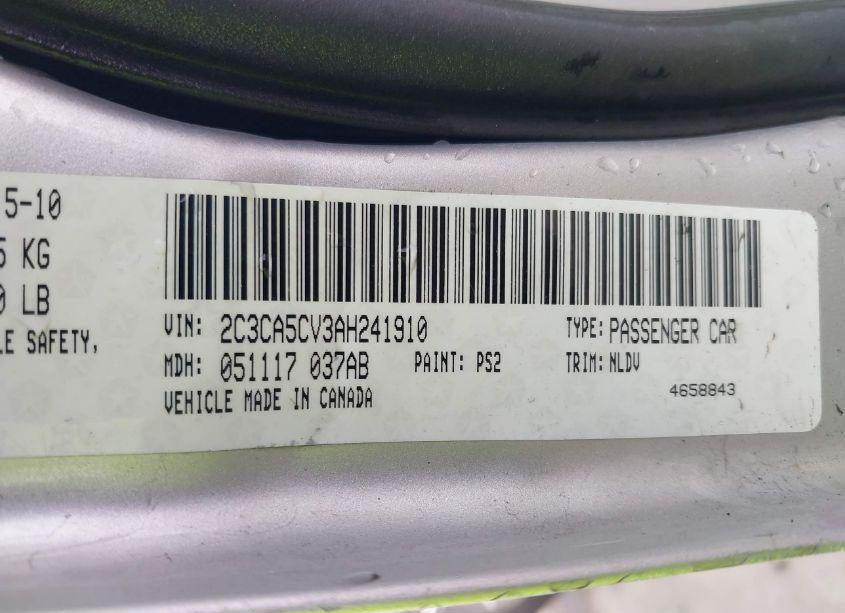 5-10
5 KG
0 LB
LE SAFETY,
VIN: 2C3CA5CV3AH241910 TYPE: PASSENGER CAR
MDH: 051117 037AB PAINT: PS2 TRIM: NLDV
VEHICLE MADE IN CANADA 4658843